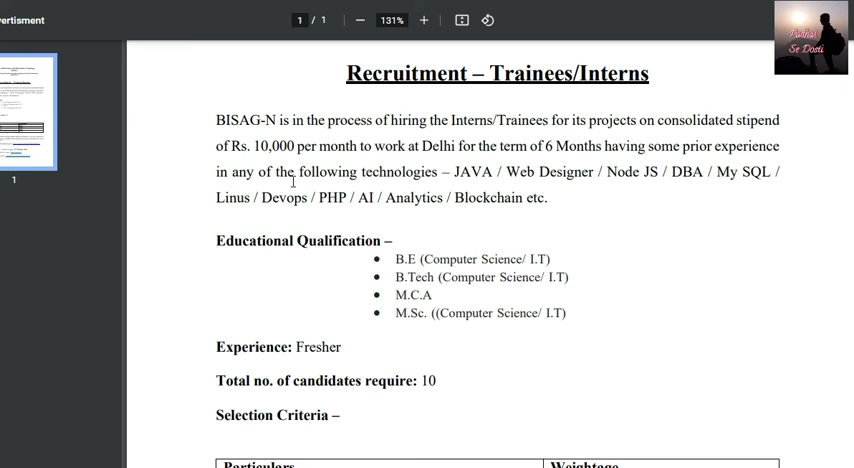 vertisment
1 / 1
131%
Padhai
Se Dosti
Recruitment – Trainees/Interns
BISAG-N is in the process of hiring the Interns/Trainees for its projects on consolidated stipend
of Rs. 10,000 per month to work at Delhi for the term of 6 Months having some prior experience
in any of the following technologies – JAVA / Web Designer / Node JS / DBA / My SQL /
Linus / Devops / PHP / AI / Analytics / Blockchain etc.
Educational Qualification –
• B.E (Computer Science/ I.T)
• B.Tech (Computer Science/ I.T)
• M.C.A
• M.Sc. ((Computer Science/ I.T)
Experience: Fresher
Total no. of candidates require: 10
Selection Criteria –
Particulars Weightage
1